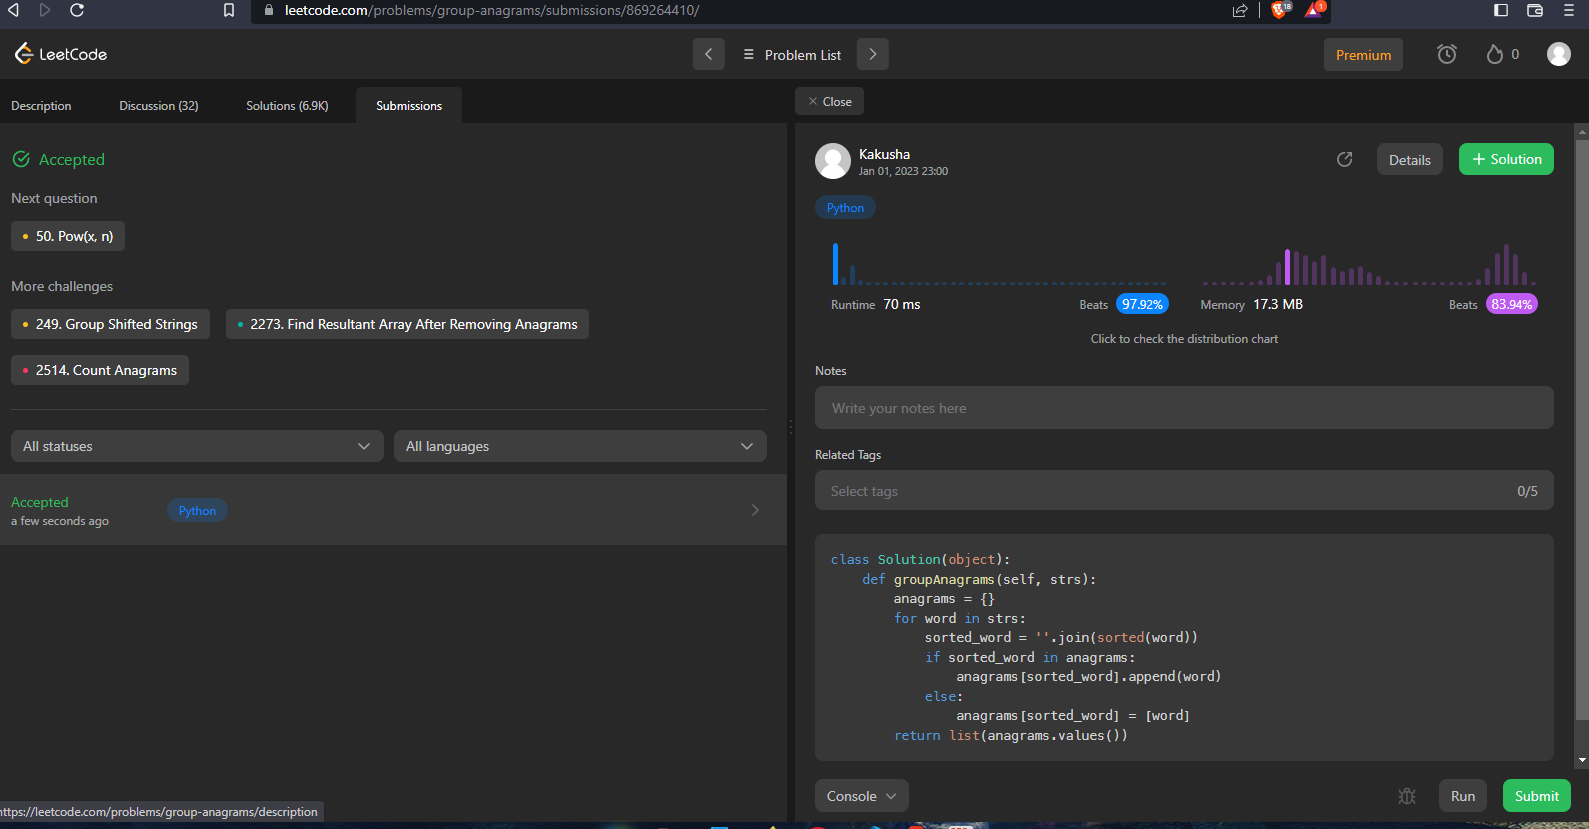 leetcode.com/problems/group-anagrams/submissions/869264410/
18
1
LeetCode
Problem List
Premium
0
Description
Discussion (32)
Solutions (6.9K)
Submissions
Close
Accepted
Next question
50. Pow(x, n)
More challenges
249. Group Shifted Strings
2273. Find Resultant Array After Removing Anagrams
2514. Count Anagrams
All statuses
All languages
Accepted
a few seconds ago
Python
https://leetcode.com/problems/group-anagrams/description
Kakusha
Jan 01, 2023 23:00
Details
+ Solution
Python
Runtime 70 ms
Beats 97.92%
Memory 17.3 MB
Beats 83.94%
Click to check the distribution chart
Notes
Write your notes here
Related Tags
Select tags
0/5
class Solution(object):
    def groupAnagrams(self, strs):
        anagrams = {}
        for word in strs:
            sorted_word = ''.join(sorted(word))
            if sorted_word in anagrams:
                anagrams[sorted_word].append(word)
            else:
                anagrams[sorted_word] = [word]
        return list(anagrams.values())
Console
Run
Submit